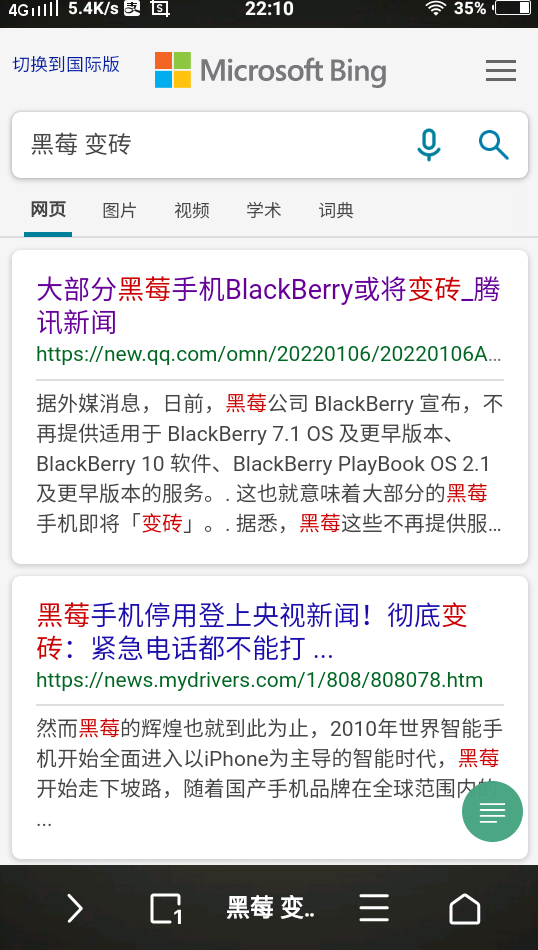 4G 5.4K/s 支 S 22:10 35%
切换到国际版 Microsoft Bing
黑莓 变砖
网页 图片 视频 学术 词典
大部分黑莓手机BlackBerry或将变砖_腾
讯新闻
https://new.qq.com/omn/20220106/20220106A...
据外媒消息，日前，黑莓公司 BlackBerry 宣布，不
再提供适用于 BlackBerry 7.1 OS 及更早版本、
BlackBerry 10 软件、BlackBerry PlayBook OS 2.1
及更早版本的服务。. 这也就意味着大部分的黑莓
手机即将「变砖」。. 据悉，黑莓这些不再提供服...
黑莓手机停用登上央视新闻！彻底变
砖：紧急电话都不能打 ...
https://news.mydrivers.com/1/808/808078.htm
然而黑莓的辉煌也就到此为止，2010年世界智能手
机开始全面进入以iPhone为主导的智能时代，黑莓
开始走下坡路，随着国产手机品牌在全球范围内的
...
1 黑莓 变..